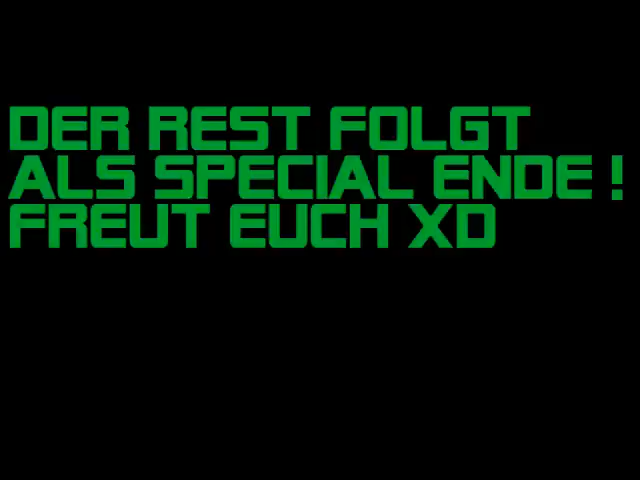 DER REST FOLGT
ALS SPECIAL ENDE !
FREUT EUCH XD